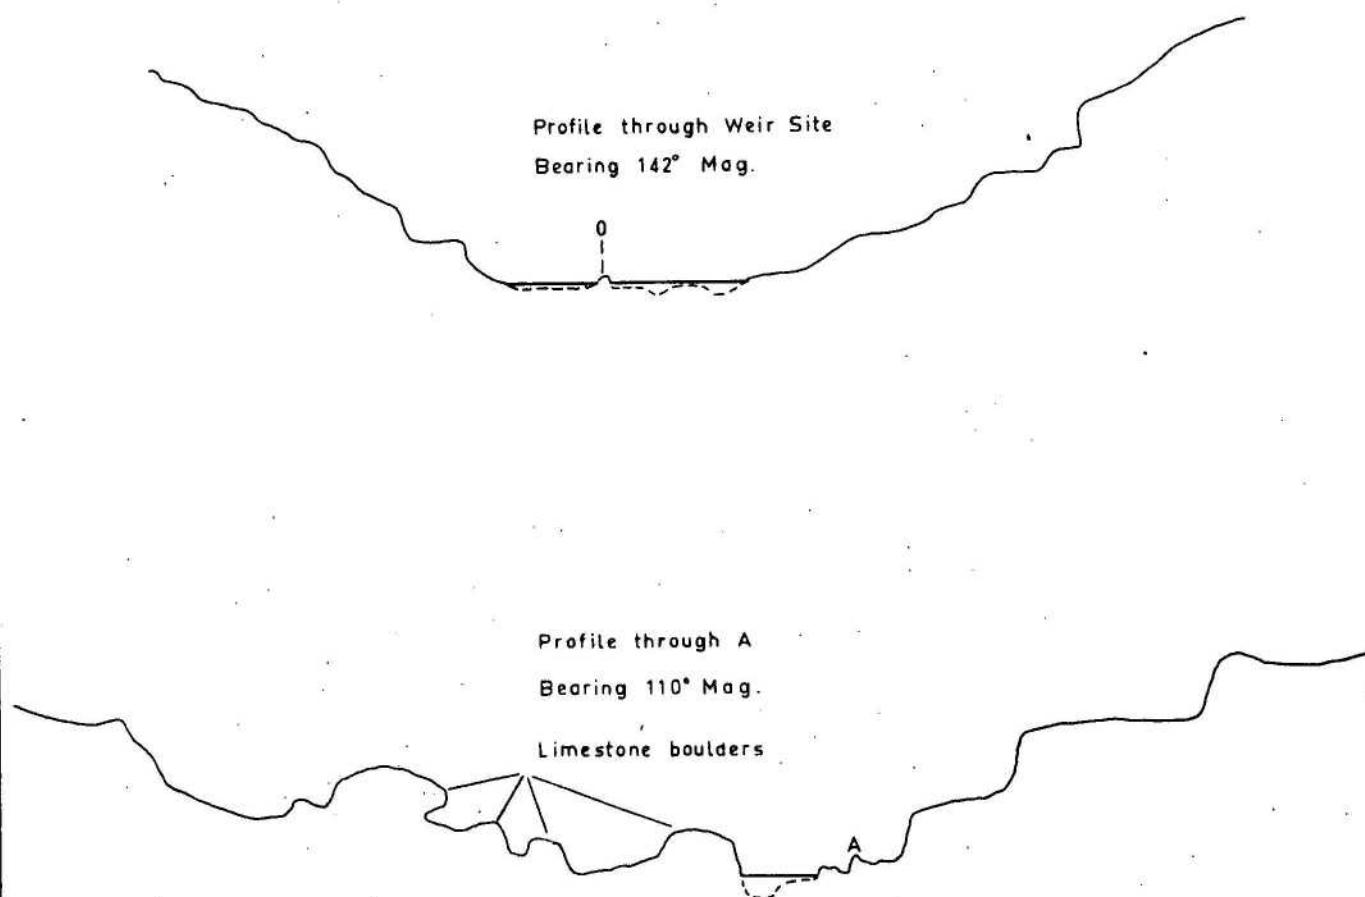 Profile through Weir Site
Bearing 142° Mag.
0
Profile through A
Bearing 110° Mag.
Limestone boulders
A